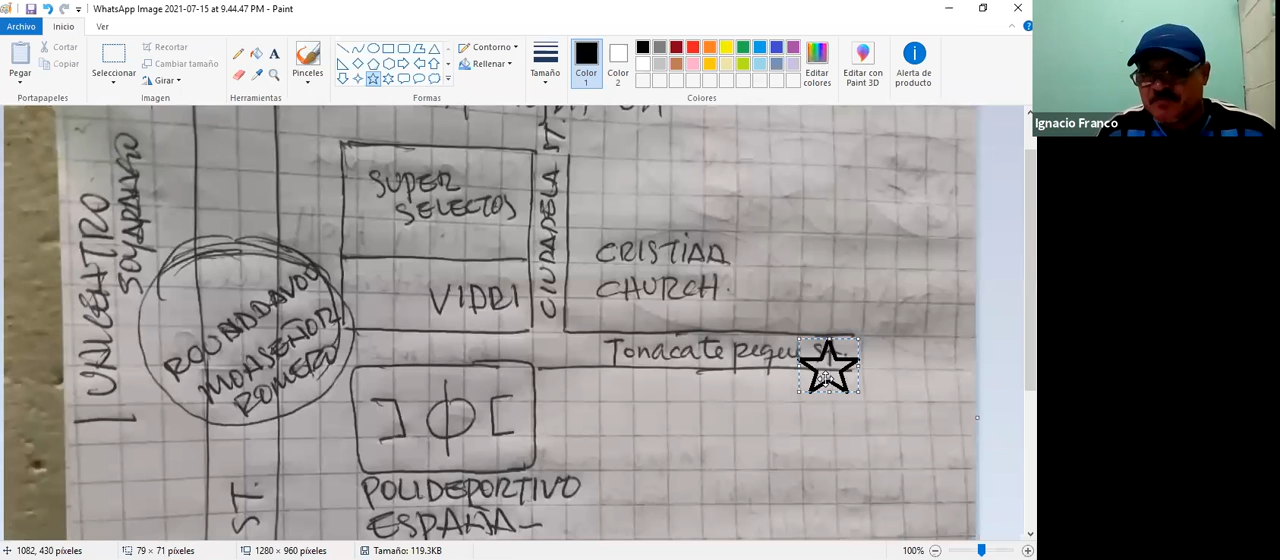 WhatsApp Image 2021-07-15 at 9.44.47 PM - Paint
Archivo
Inicio
Ver
Pegar
Cortar
Copiar
Portapapeles
Seleccionar
Recortar
Cambiar tamaño
Girar
Imagen
Herramientas
Pinceles
Formas
Contorno
Rellenar
Tamaño
Color 1
Color 2
Colores
Editar colores
Editar con Paint 3D
Alerta de producto
Ignacio Franco
UNICENTRO
SOYAPANGO
ROUNDDAVOU
MONSEÑOR
ROMERO
ST.
SUPER
SELECTOS
VIDRI
CIUDADELA ST.
CRISTIAN
CHURCH.
Tonacatepeque St.
POLIDEPORTIVO
ESPAÑA-
1082, 430 píxeles
79 × 71 píxeles
1280 × 960 píxeles
Tamaño: 119.3KB
100%